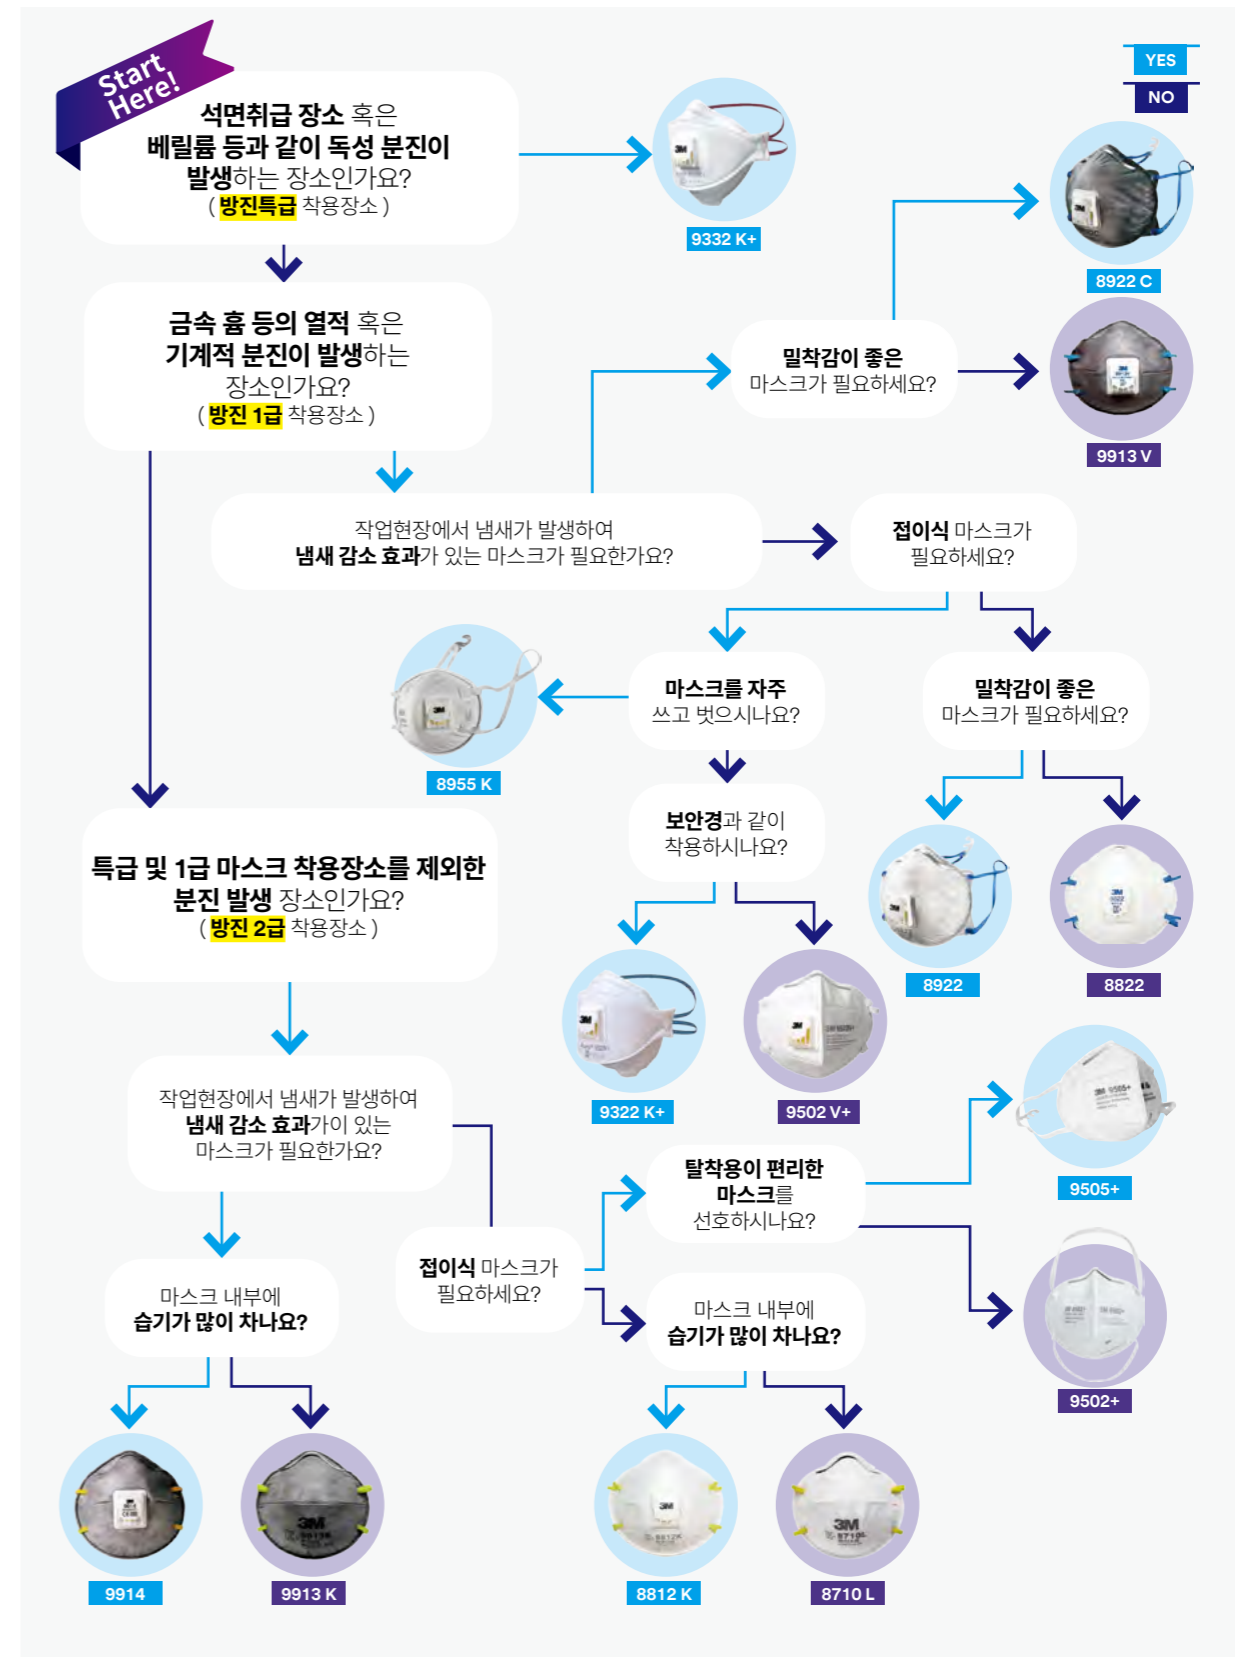 Start
Here!
YES
NO
석면취급 장소 혹은
베릴륨 등과 같이 독성 분진이
발생하는 장소인가요?
( 방진특급 착용장소 )
3M
9332 K+
3M
8922 C
금속 흄 등의 열적 혹은
기계적 분진이 발생하는
장소인가요?
( 방진 1급 착용장소 )
밀착감이 좋은
마스크가 필요하세요?
3M
9913 V
작업현장에서 냄새가 발생하여
냄새 감소 효과가 있는 마스크가 필요한가요?
접이식 마스크가
필요하세요?
3M
8955 K
마스크를 자주
쓰고 벗으시나요?
밀착감이 좋은
마스크가 필요하세요?
보안경과 같이
착용하시나요?
특급 및 1급 마스크 착용장소를 제외한
분진 발생 장소인가요?
( 방진 2급 착용장소 )
3M
8922
3M
8822
3M
9322 K+
3M
9502 V+
작업현장에서 냄새가 발생하여
냄새 감소 효과가이 있는
마스크가 필요한가요?
탈착용이 편리한
마스크를
선호하시나요?
3M 9505+
9505+
접이식 마스크가
필요하세요?
9502+
마스크 내부에
습기가 많이 차나요?
마스크 내부에
습기가 많이 차나요?
3M
9914
3M
9913 K
3M
8812K
8812 K
3M
8710L
8710 L